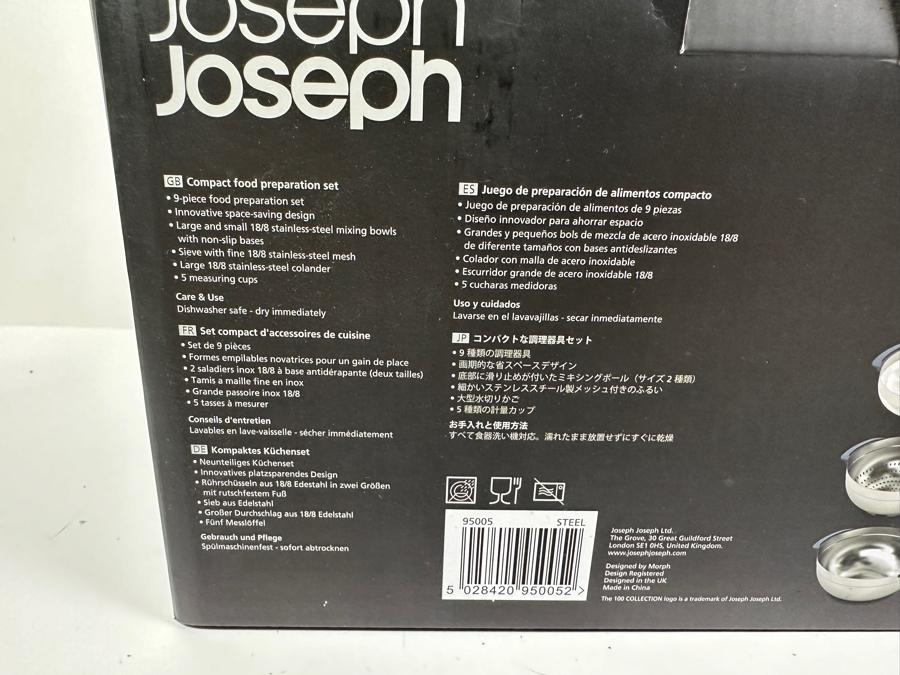 Joseph
Joseph
GB Compact food preparation set
• 9-piece food preparation set
• Innovative space-saving design
• Large and small 18/8 stainless-steel mixing bowls
with non-slip bases
• Sieve with fine 18/8 stainless-steel mesh
• Large 18/8 stainless-steel colander
• 5 measuring cups
Care & Use
Dishwasher safe - dry immediately
FR Set compact d'accessoires de cuisine
• Set de 9 pièces
• Formes empilables novatrices pour un gain de place
• 2 saladiers inox 18/8 à base antidérapante (deux tailles)
• Tamis a maille fine en inox
• Grande passoire inox 18/8
• 5 tasses à mesurer
Conseils d'entretien
Lavables en lave-vaisselle - sécher immédiatement
DE Kompaktes Küchenset
• Neunteiliges Küchenset
• Innovatives platzsparendes Design
• Rührschüsseln aus 18/8 Edestahl in zwei Größen
mit rutschfestem Fuß
• Sieb aus Edelstahl
• Großer Durchschlag aus 18/8 Edelstahl
• Fünf Messlöffel
Gebrauch und Pflege
Spülmaschinenfest - sofort abtrocknen
ES Juego de preparación de alimentos compacto
• Juego de preparación de alimentos de 9 piezas
• Diseño innovador para ahorrar espacio
• Grandes y pequeños bols de mezcla de acero inoxidable 18/8
de diferente tamaños con bases antideslizantes
• Colador con malla de acero inoxidable
• Escurridor grande de acero inoxidable 18/8
• 5 cucharas medidoras
Uso y cuidados
Lavarse en el lavavajillas - secar inmediatamente
JP コンパクトな調理器具セット
• 9 種類の調理器具
• 画期的な省スペースデザイン
• 底部に滑り止めが付いたミキシングボール（サイズ 2 種類）
• 細かいステンレススチール製メッシュ付きのふるい
• 大型水切りかご
• 5 種類の計量カップ
お手入れと使用方法
すべて食器洗い機対応。濡れたまま放置せずにすぐに乾燥
95005 STEEL
5 028420 950052 >
Joseph Joseph Ltd.
The Grove, 30 Great Guildford Street
London SE1 0HS, United Kingdom.
www.josephjoseph.com
Designed by Morph
Design Registered
Designed in the UK
Made in China
The 100 COLLECTION logo is a trademark of Joseph Joseph Ltd.